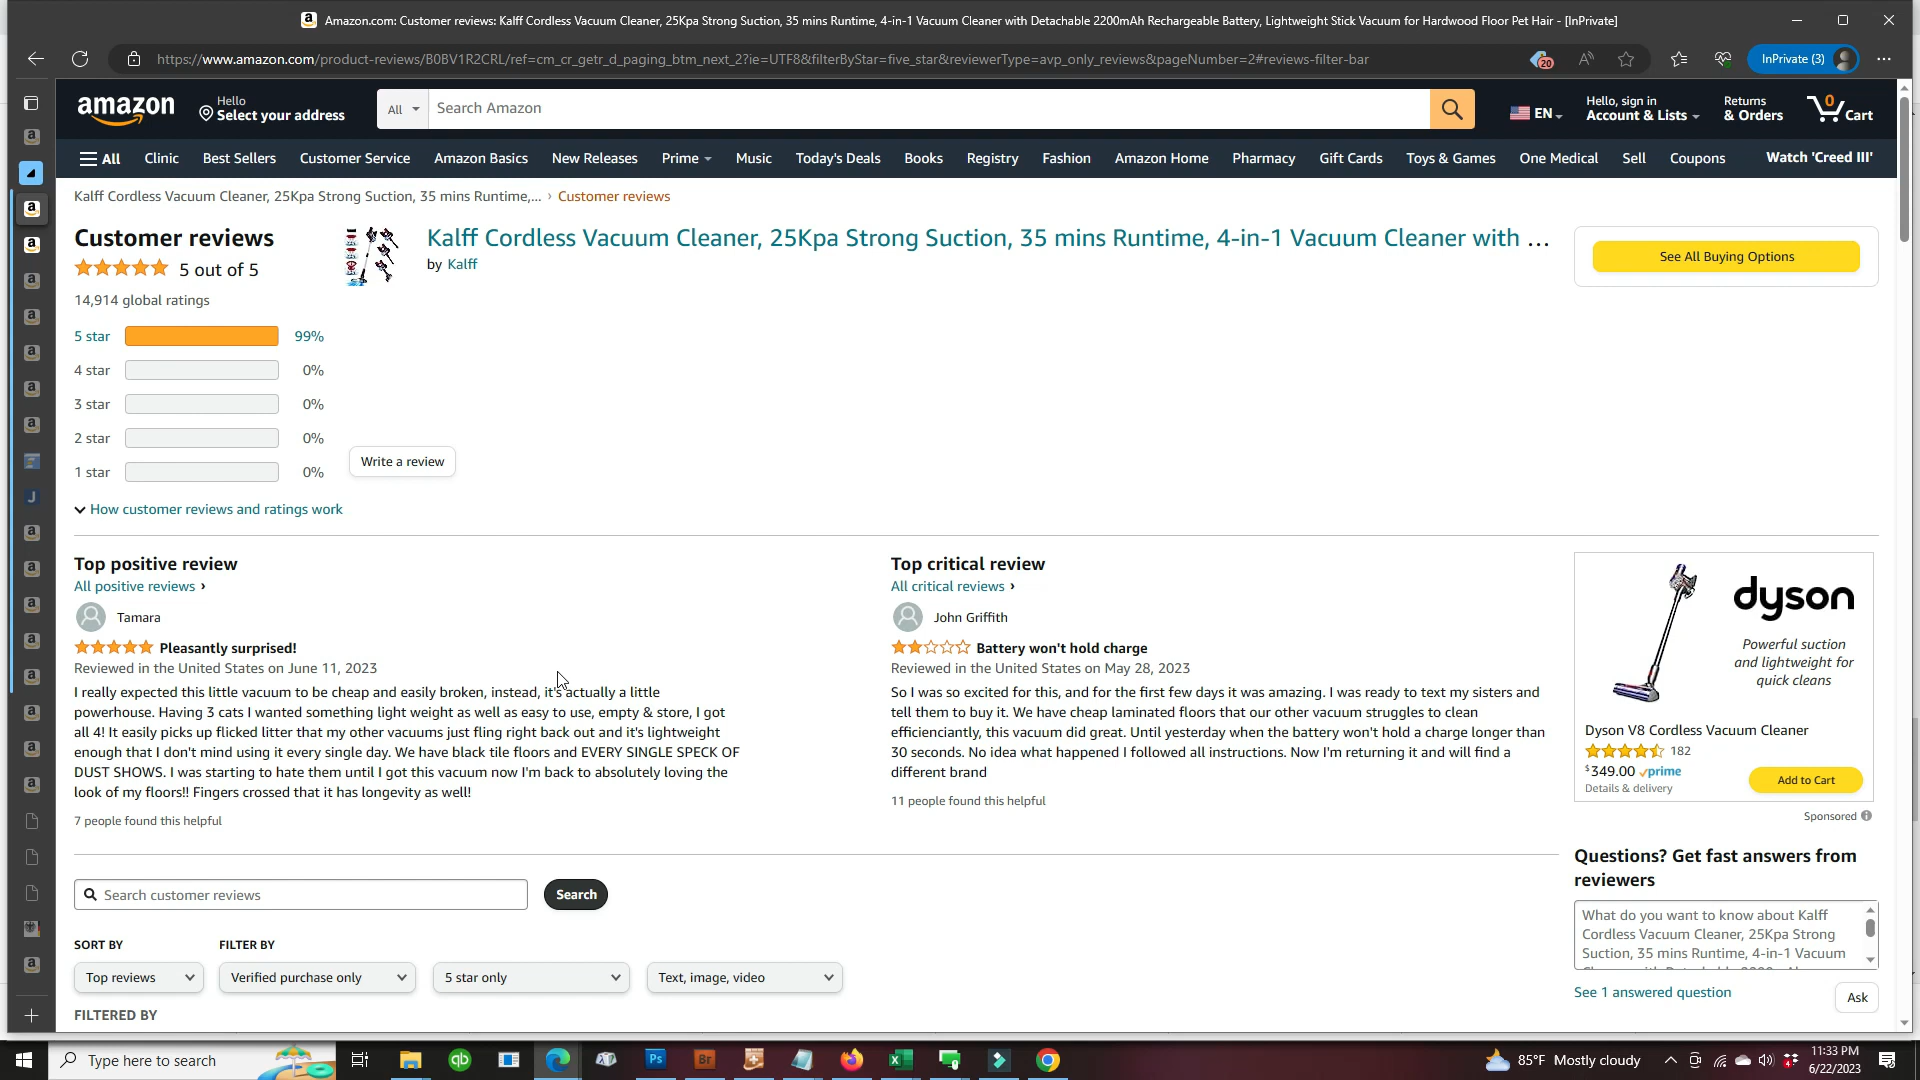 Amazon.com: Customer reviews: Kalff Cordless Vacuum Cleaner, 25Kpa Strong Suction, 35 mins Runtime, 4-in-1 Vacuum Cleaner with Detachable 2200mAh Rechargeable Battery, Lightweight Stick Vacuum for Hardwood Floor Pet Hair - [InPrivate]
https://www.amazon.com/product-reviews/B0BV1R2CRL/ref=cm_cr_getr_d_paging_btm_next_2?ie=UTF8&filterByStar=five_star&reviewerType=avp_only_reviews&pageNumber=2#reviews-filter-bar
20
InPrivate (3)
amazon
Hello
Select your address
All
Search Amazon
EN
Hello, sign in
Account & Lists
Returns
& Orders
0
Cart
All Clinic Best Sellers Customer Service Amazon Basics New Releases Prime Music Today's Deals Books Registry Fashion Amazon Home Pharmacy Gift Cards Toys & Games One Medical Sell Coupons Watch 'Creed III'
Kalff Cordless Vacuum Cleaner, 25Kpa Strong Suction, 35 mins Runtime,... › Customer reviews
Customer reviews
5 out of 5
14,914 global ratings
5 star 99%
4 star 0%
3 star 0%
2 star 0%
1 star 0%
How customer reviews and ratings work
Kalff Cordless Vacuum Cleaner, 25Kpa Strong Suction, 35 mins Runtime, 4-in-1 Vacuum Cleaner with ...
by Kalff
Write a review
See All Buying Options
Top positive review
All positive reviews ›
Tamara
Pleasantly surprised!
Reviewed in the United States on June 11, 2023
I really expected this little vacuum to be cheap and easily broken, instead, it's actually a little
powerhouse. Having 3 cats I wanted something light weight as well as easy to use, empty & store, I got
all 4! It easily picks up flicked litter that my other vacuums just fling right back out and it's lightweight
enough that I don't mind using it every single day. We have black tile floors and EVERY SINGLE SPECK OF
DUST SHOWS. I was starting to hate them until I got this vacuum now I'm back to absolutely loving the
look of my floors!! Fingers crossed that it has longevity as well!
7 people found this helpful
Top critical review
All critical reviews ›
John Griffith
Battery won't hold charge
Reviewed in the United States on May 28, 2023
So I was so excited for this, and for the first few days it was amazing. I was ready to text my sisters and
tell them to buy it. We have cheap laminated floors that our other vacuum struggles to clean
efficienciantly, this vacuum did great. Until yesterday when the battery won't hold a charge longer than
30 seconds. No idea what happened I followed all instructions. Now I'm returning it and will find a
different brand
11 people found this helpful
dyson
Powerful suction
and lightweight for
quick cleans
Dyson V8 Cordless Vacuum Cleaner
182
$349.00 prime
Details & delivery
Add to Cart
Sponsored
Questions? Get fast answers from
reviewers
What do you want to know about Kalff
Cordless Vacuum Cleaner, 25Kpa Strong
Suction, 35 mins Runtime, 4-in-1 Vacuum
See 1 answered question
Ask
Search customer reviews
Search
SORT BY
FILTER BY
Top reviews
Verified purchase only
5 star only
Text, image, video
FILTERED BY
Type here to search
85°F Mostly cloudy
11:33 PM
6/22/2023